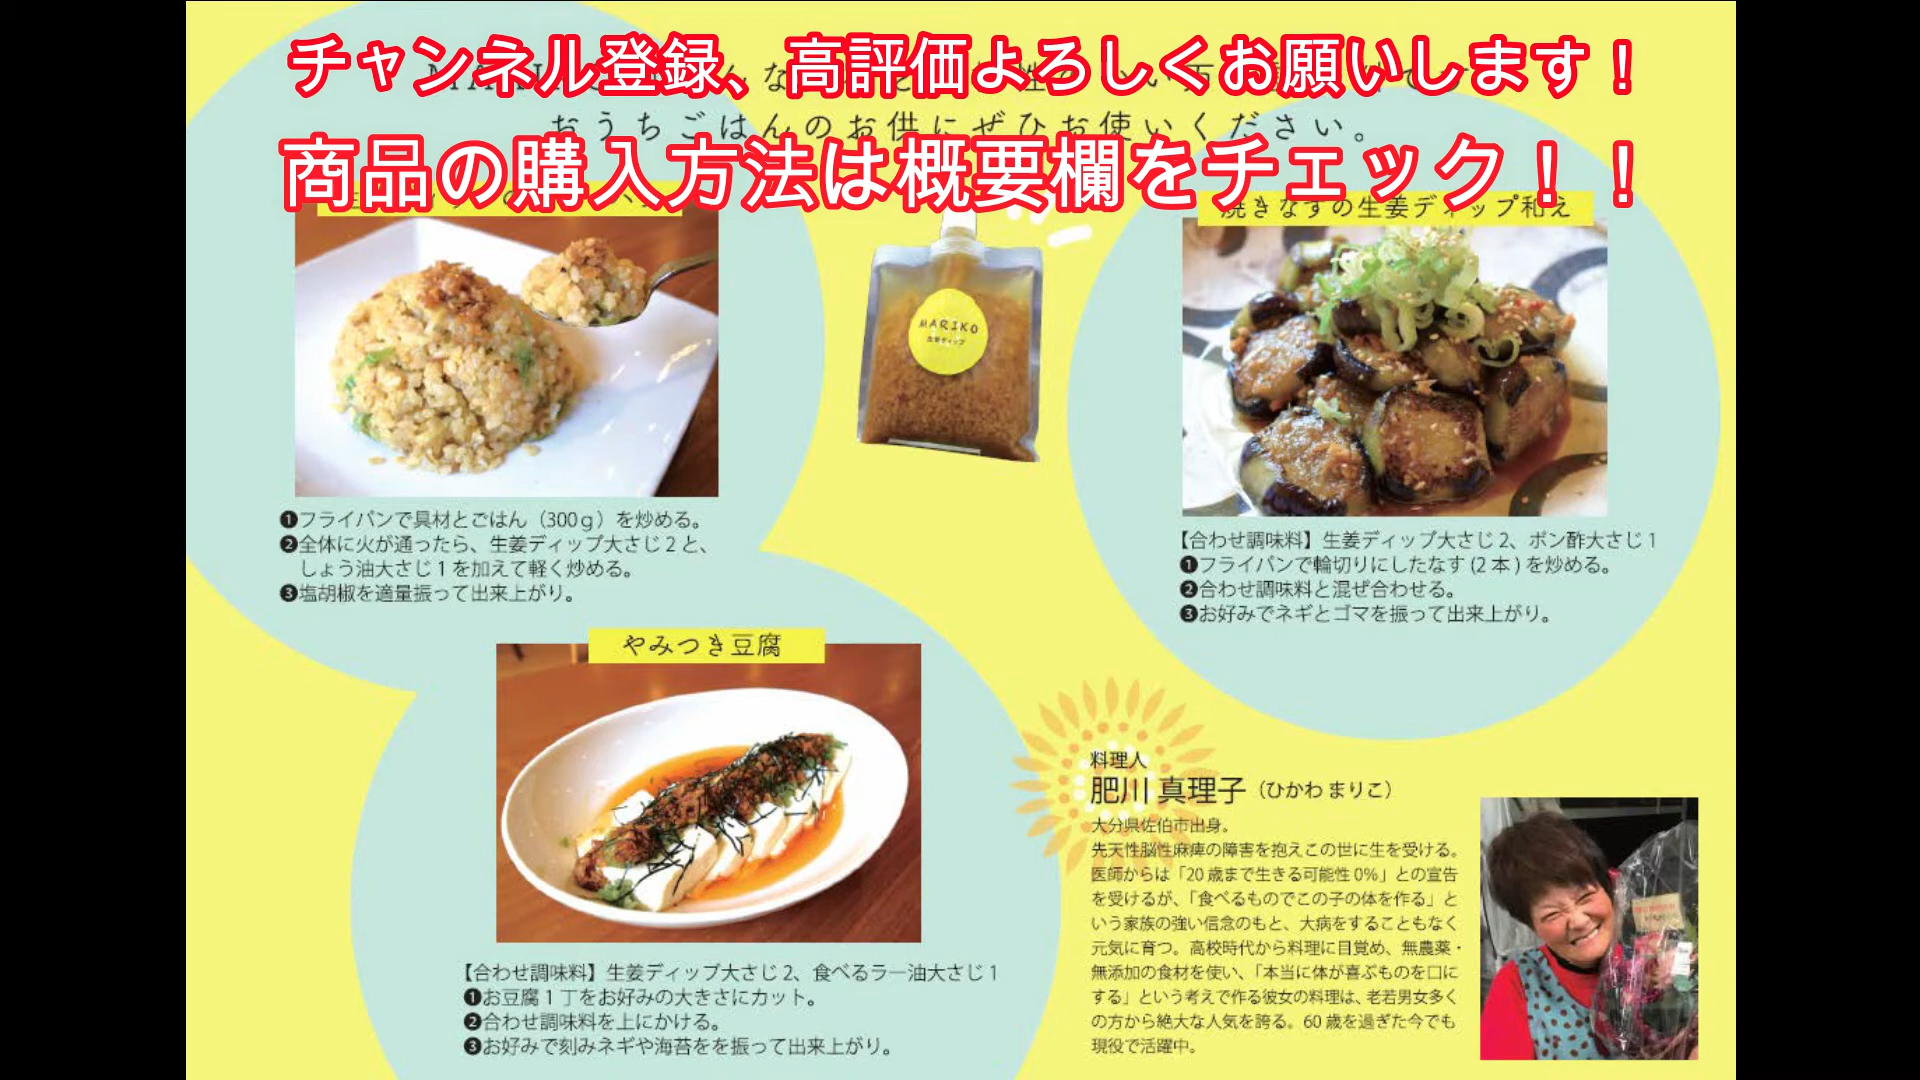 チャンネル登録、高評価よろしくお願いします！
おうちごはんのお供にぜひお使いください。
商品の購入方法は概要欄をチェック！！
焼きなすの生姜ディップ和え
MARIKO
生姜ディップ
❶フライパンで具材とごはん（300ｇ）を炒める。
❷全体に火が通ったら、生姜ディップ大さじ２と、
しょう油大さじ１を加えて軽く炒める。
❸塩胡椒を適量振って出来上がり。
【合わせ調味料】生姜ディップ大さじ２、ポン酢大さじ１
❶フライパンで輪切りにしたなす(２本)を炒める。
❷合わせ調味料と混ぜ合わせる。
❸お好みでネギとゴマを振って出来上がり。
やみつき豆腐
【合わせ調味料】生姜ディップ大さじ２、食べるラー油大さじ１
❶お豆腐１丁をお好みの大きさにカット。
❷合わせ調味料を上にかける。
❸お好みで刻みネギや海苔をを振って出来上がり。
料理人
肥川 真理子（ひかわ まりこ）
大分県佐伯市出身。
先天性脳性麻痺の障害を抱えこの世に生を受ける。
医師からは「20歳まで生きる可能性0%」との宣告
を受けるが、「食べるものでこの子の体を作る」と
いう家族の強い信念のもと、大病をすることもなく
元気に育つ。高校時代から料理に目覚め、無農薬・
無添加の食材を使い、「本当に体が喜ぶものを口に
する」という考えで作る彼女の料理は、老若男女多く
の方から絶大な人気を誇る。60歳を過ぎた今でも
現役で活躍中。